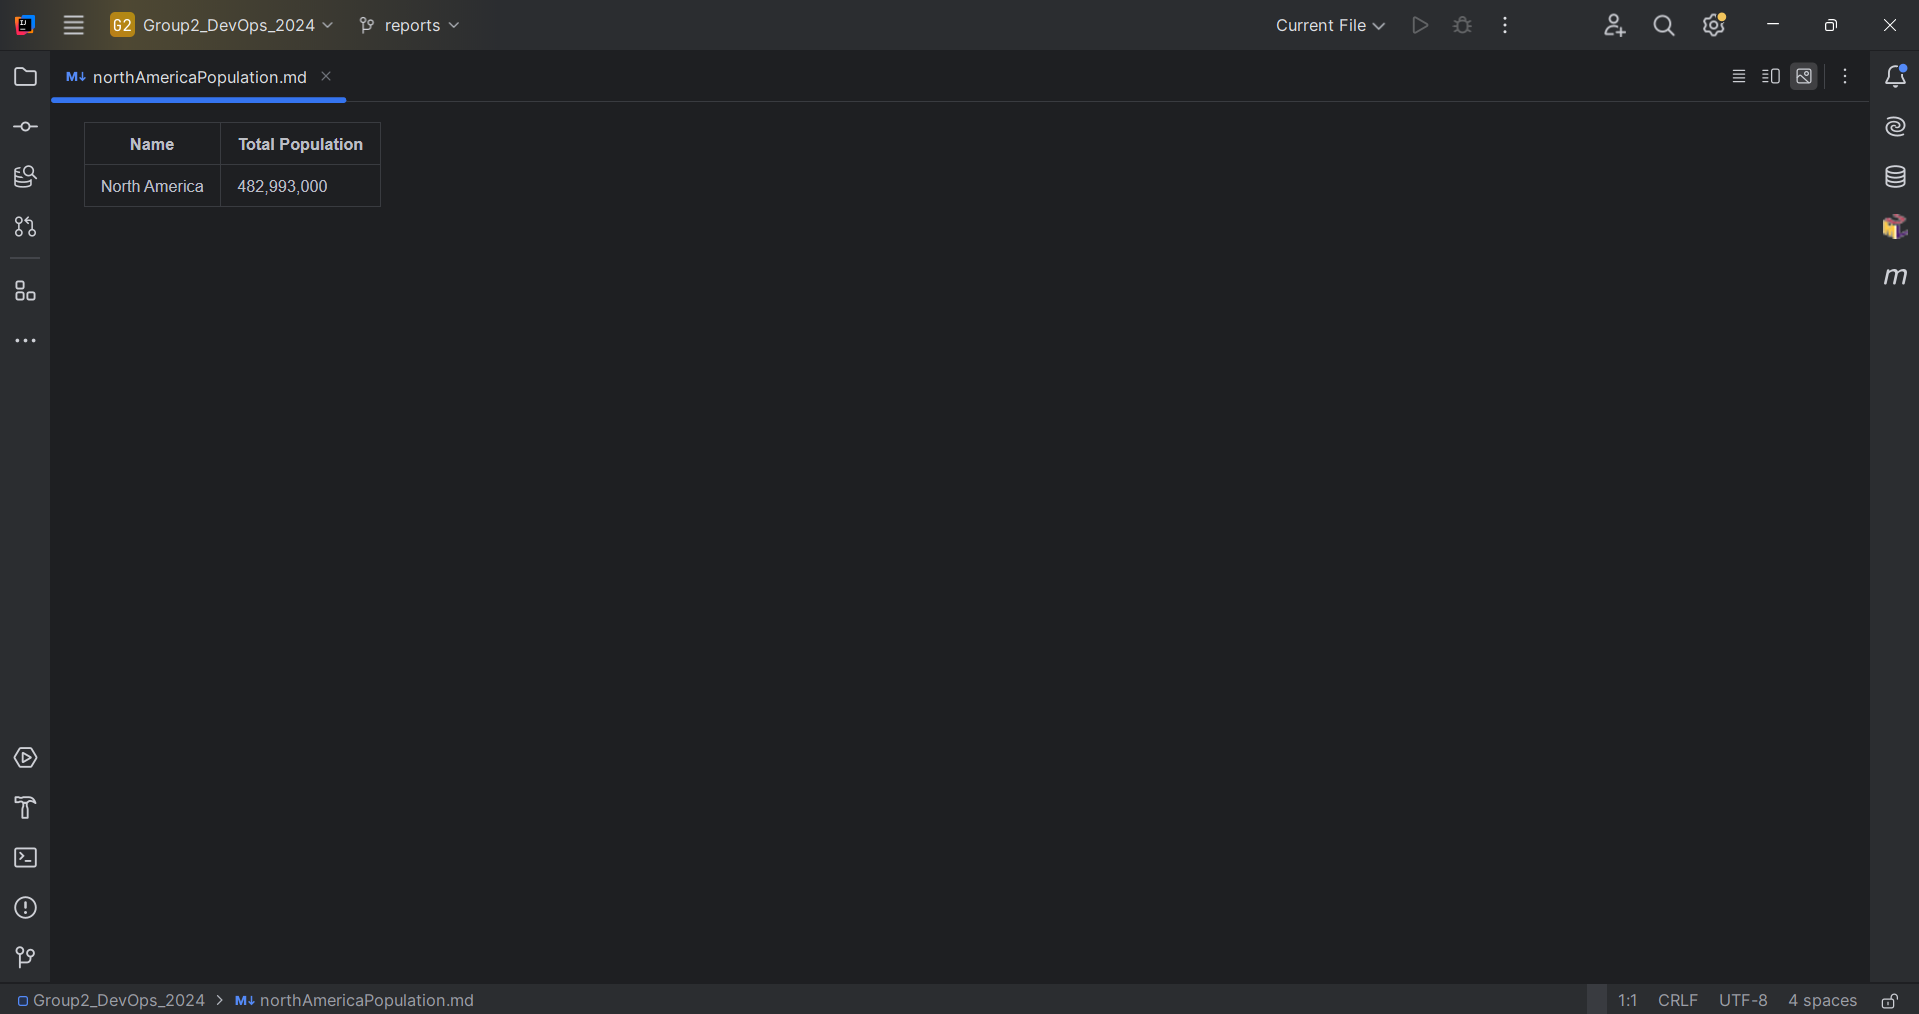 G2 Group2_DevOps_2024 reports Current File
M↓ northAmericaPopulation.md
Name Total Population
North America 482,993,000
m
Group2_DevOps_2024 > M↓ northAmericaPopulation.md 1:1 CRLF UTF-8 4 spaces